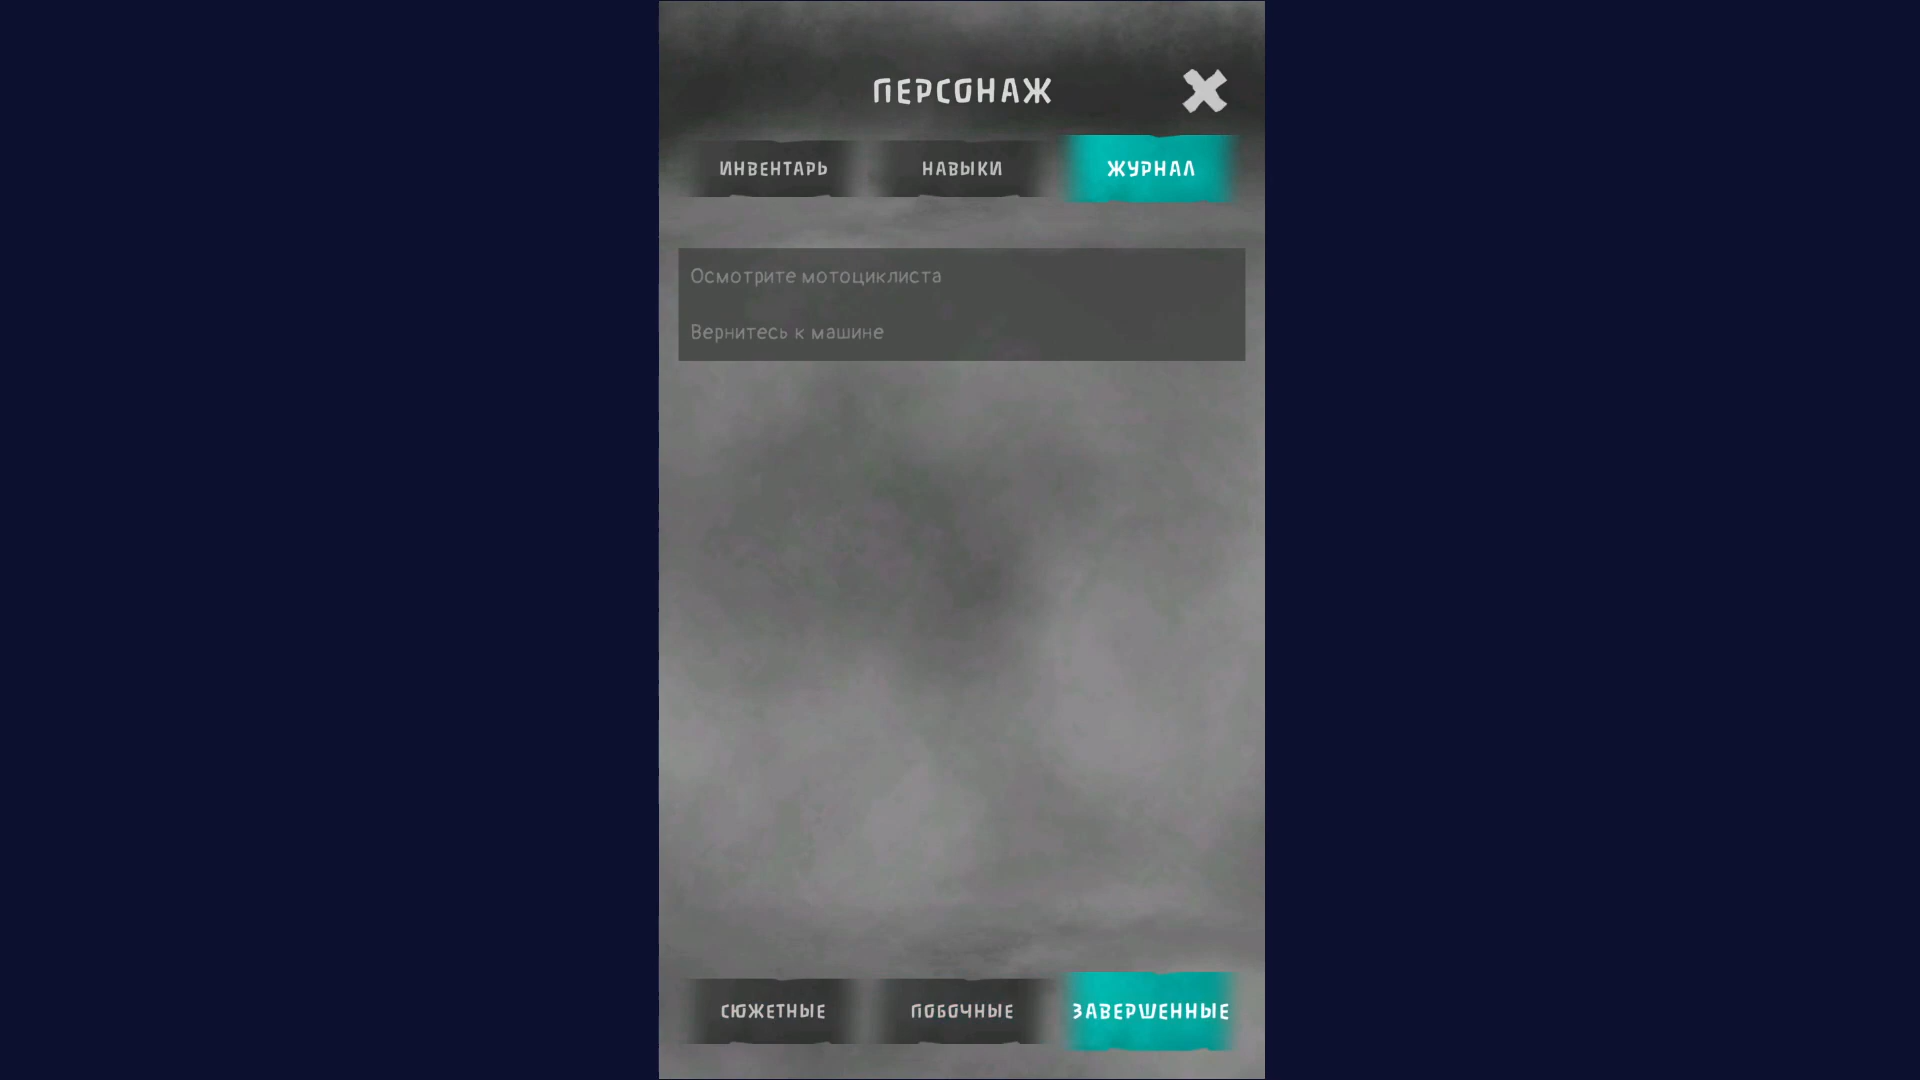 ПЕРСОНАЖ
ИНВЕНТАРЬ
НАВЫКИ
ЖУРНАЛ
Осмотрите мотоциклиста
Вернитесь к машине
СЮЖЕТНЫЕ
ПОБОЧНЫЕ
ЗАВЕРШЕННЫЕ